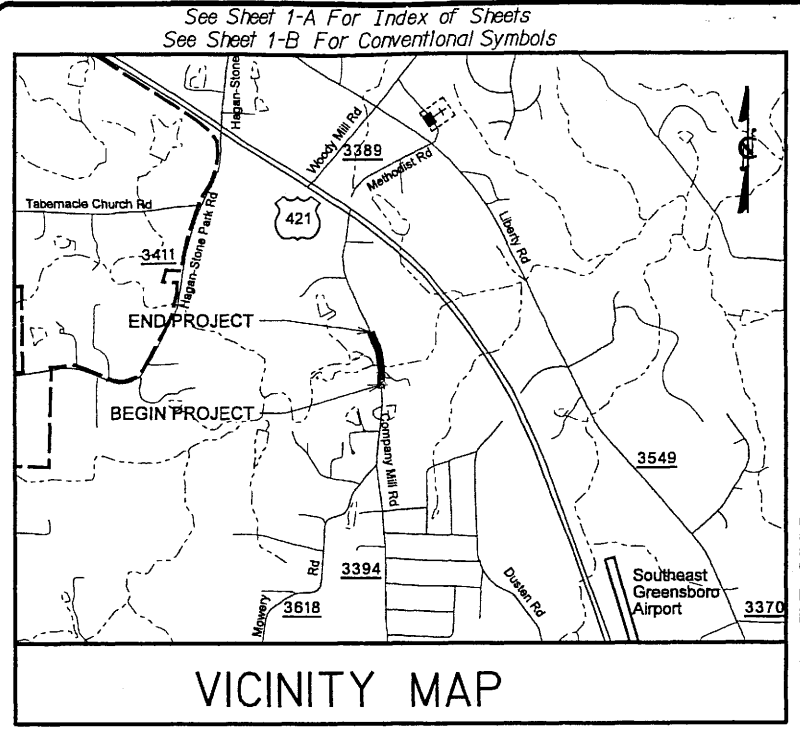 See Sheet 1-A For Index of Sheets
See Sheet 1-B For Conventional Symbols
Hagan-Stone
Woody Mill Rd
3389
Methodist Rd
Tabernacle Church Rd
421
Liberty Rd
3411
Hagan-Stone Park Rd
END PROJECT
BEGIN PROJECT
Company Mill Rd
3549
3394
Mowery Rd
3618
Dusten Rd
Southeast
Greensboro
Airport
3370
VICINITY MAP